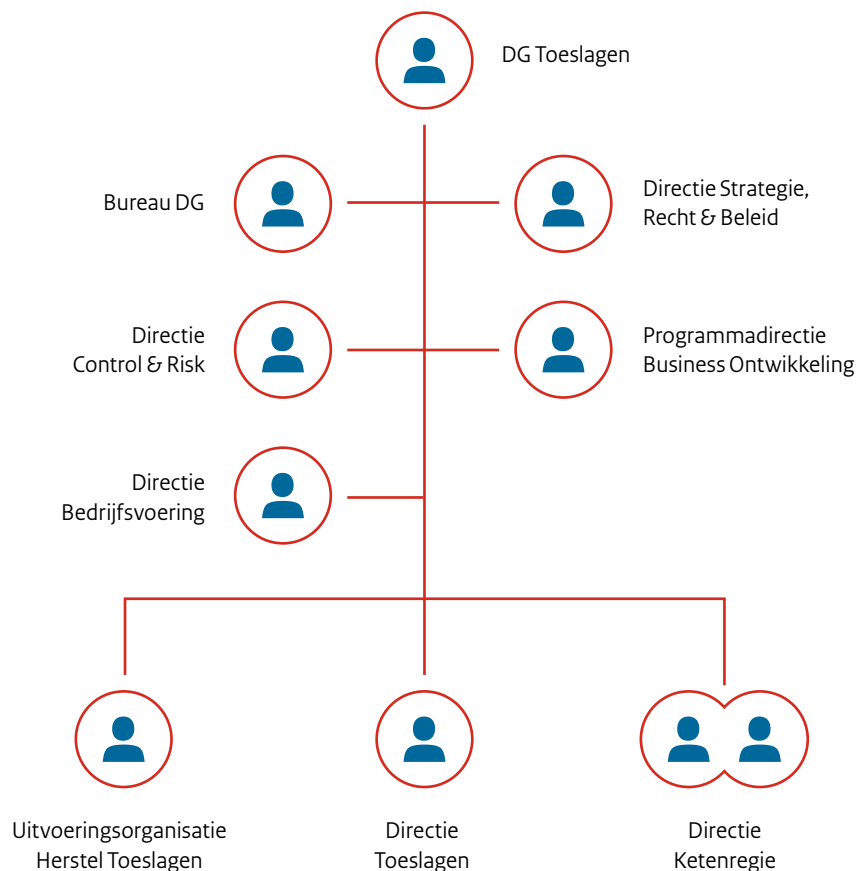 DG Toeslagen
Bureau DG
Directie Strategie,
Recht & Beleid
Directie
Control & Risk
Programmadirectie
Business Ontwikkeling
Directie
Bedrijfsvoering
Uitvoeringsorganisatie
Herstel Toeslagen
Directie
Toeslagen
Directie
Ketenregie